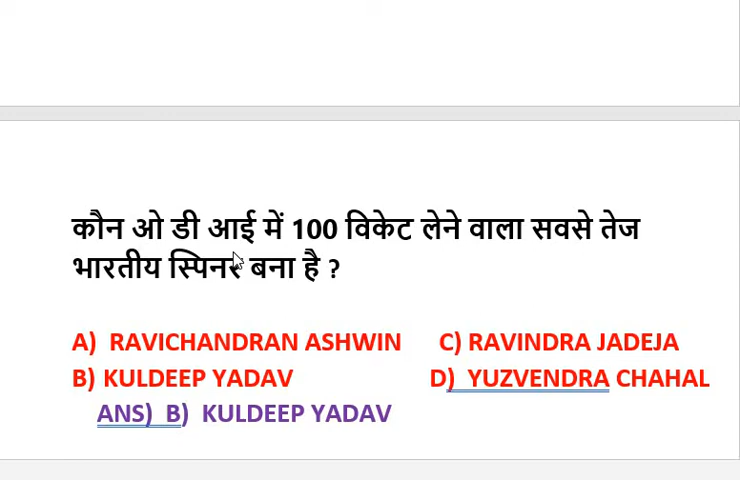 कौन ओ डी आई में 100 विकेट लेने वाला सवसे तेज
भारतीय स्पिनर बना है ?
A) RAVICHANDRAN ASHWIN C) RAVINDRA JADEJA
B) KULDEEP YADAV D) YUZVENDRA CHAHAL
ANS) B) KULDEEP YADAV